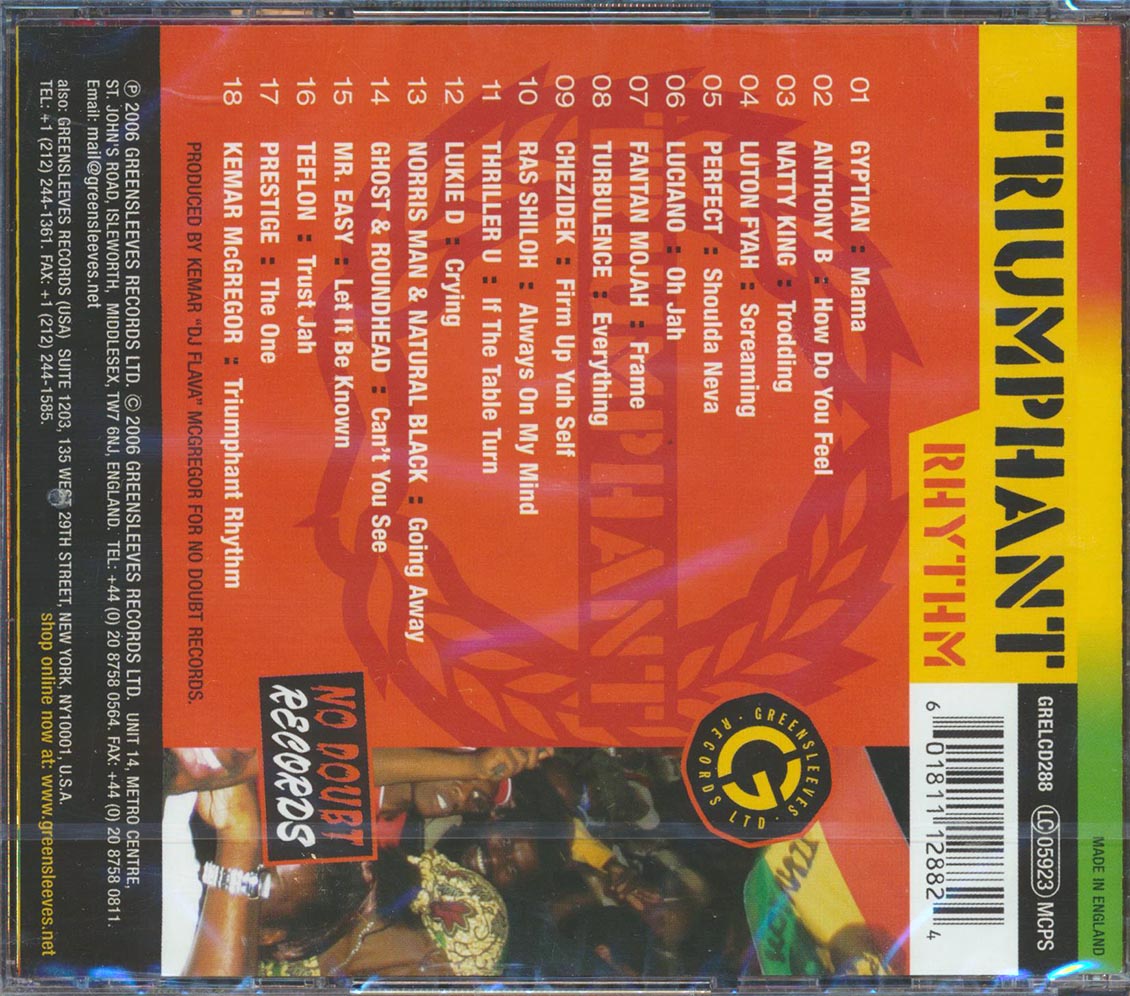 TRIUMPHANT
RHYTHM
MADE IN ENGLAND
GRELCD288 LC 05923 MCPS
6 01811 12882 4
TRIUMPHANT
01 GYPTIAN :: Mama
02 ANTHONY B :: How Do You Feel
03 NATTY KING :: Trodding
04 LUTON FYAH :: Screaming
05 PERFECT :: Shoulda Neva
06 LUCIANO :: Oh Jah
07 FANTAN MOJAH :: Frame
08 TURBULENCE :: Everything
09 CHEZIDEK :: Firm Up Yuh Self
10 RAS SHILOH :: Always On My Mind
11 THRILLER U :: If The Table Turn
12 LUKIE D :: Crying
13 NORRIS MAN & NATURAL BLACK :: Going Away
14 GHOST & ROUNDHEAD :: Can't You See
15 MR. EASY :: Let It Be Known
16 TEFLON :: Trust Jah
17 PRESTIGE :: The One
18 KEMAR McGREGOR :: Triumphant Rhythm
PRODUCED BY KEMAR "DJ FLAVA" MCGREGOR FOR NO DOUBT RECORDS.
GREENSLEEVES
RECORDS LTD
G
NO DOUBT
RECORDS
℗ 2006 GREENSLEEVES RECORDS LTD. © 2006 GREENSLEEVES RECORDS LTD. UNIT 14, METRO CENTRE,
ST. JOHN'S ROAD, ISLEWORTH, MIDDLESEX, TW7 6NJ, ENGLAND. TEL: +44 (0) 20 8758 0564. FAX: +44 (0) 20 8758 0811.
Email: mail@greensleeves.net
also: GREENSLEEVES RECORDS (USA) SUITE 1203, 135 WEST 29TH STREET, NEW YORK, NY10001, U.S.A.
TEL: +1 (212) 244-1361. FAX: +1 (212) 244-1585.
shop online now at: www.greensleeves.net